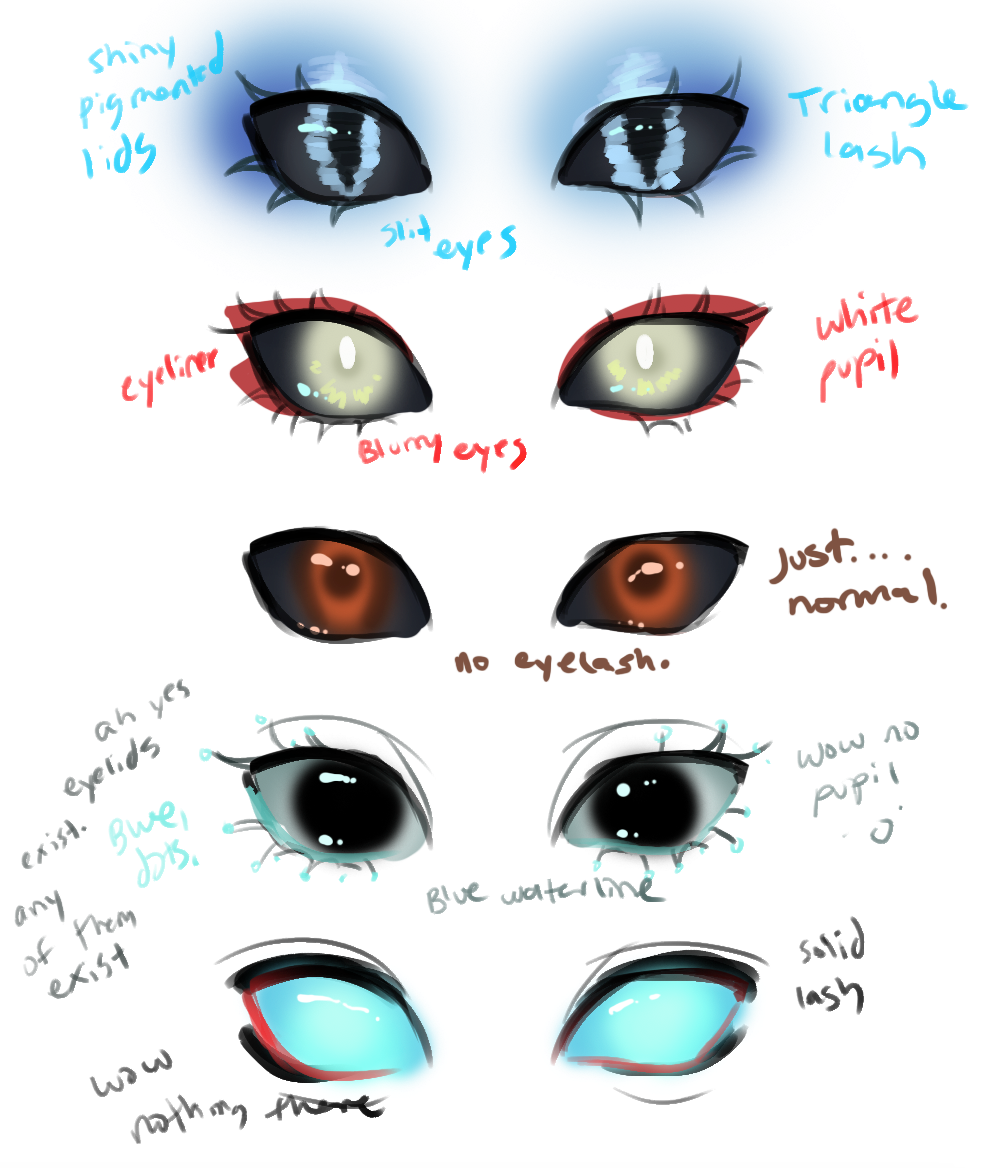 shiny
pigmented
lids
Triangle
lash
slit eyes
eyeliner
white
pupil
Blurry eyes
Just....
normal.
no eyelash.
ah yes
eyelids
exist.
any
of them
exist
Blue,
dots.
wow no
pupil
:O
Blue waterline
solid
lash
wow
nothing there